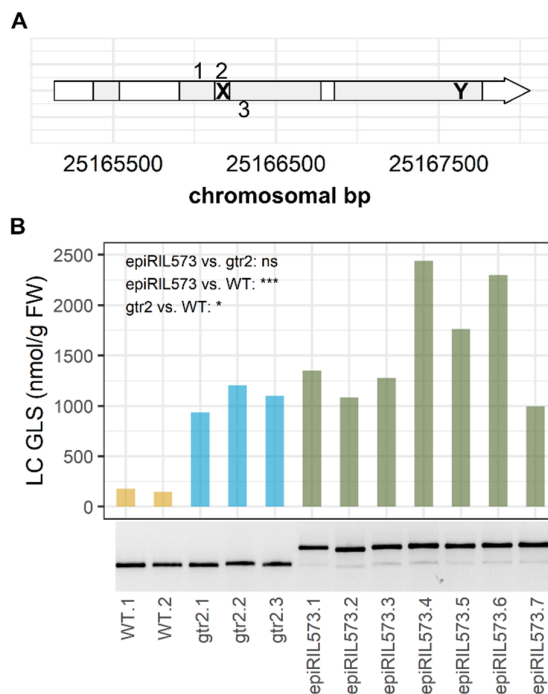 A
1 2
X Y
3
25165500 25166500 25167500
chromosomal bp
B
2500
2000
1500
1000
500
0
LC GLS (nmol/g FW)
epiRIL573 vs. gtr2: ns
epiRIL573 vs. WT: ***
gtr2 vs. WT: *
WT.1
WT.2
gtr2.1
gtr2.2
gtr2.3
epiRIL573.1
epiRIL573.2
epiRIL573.3
epiRIL573.4
epiRIL573.5
epiRIL573.6
epiRIL573.7